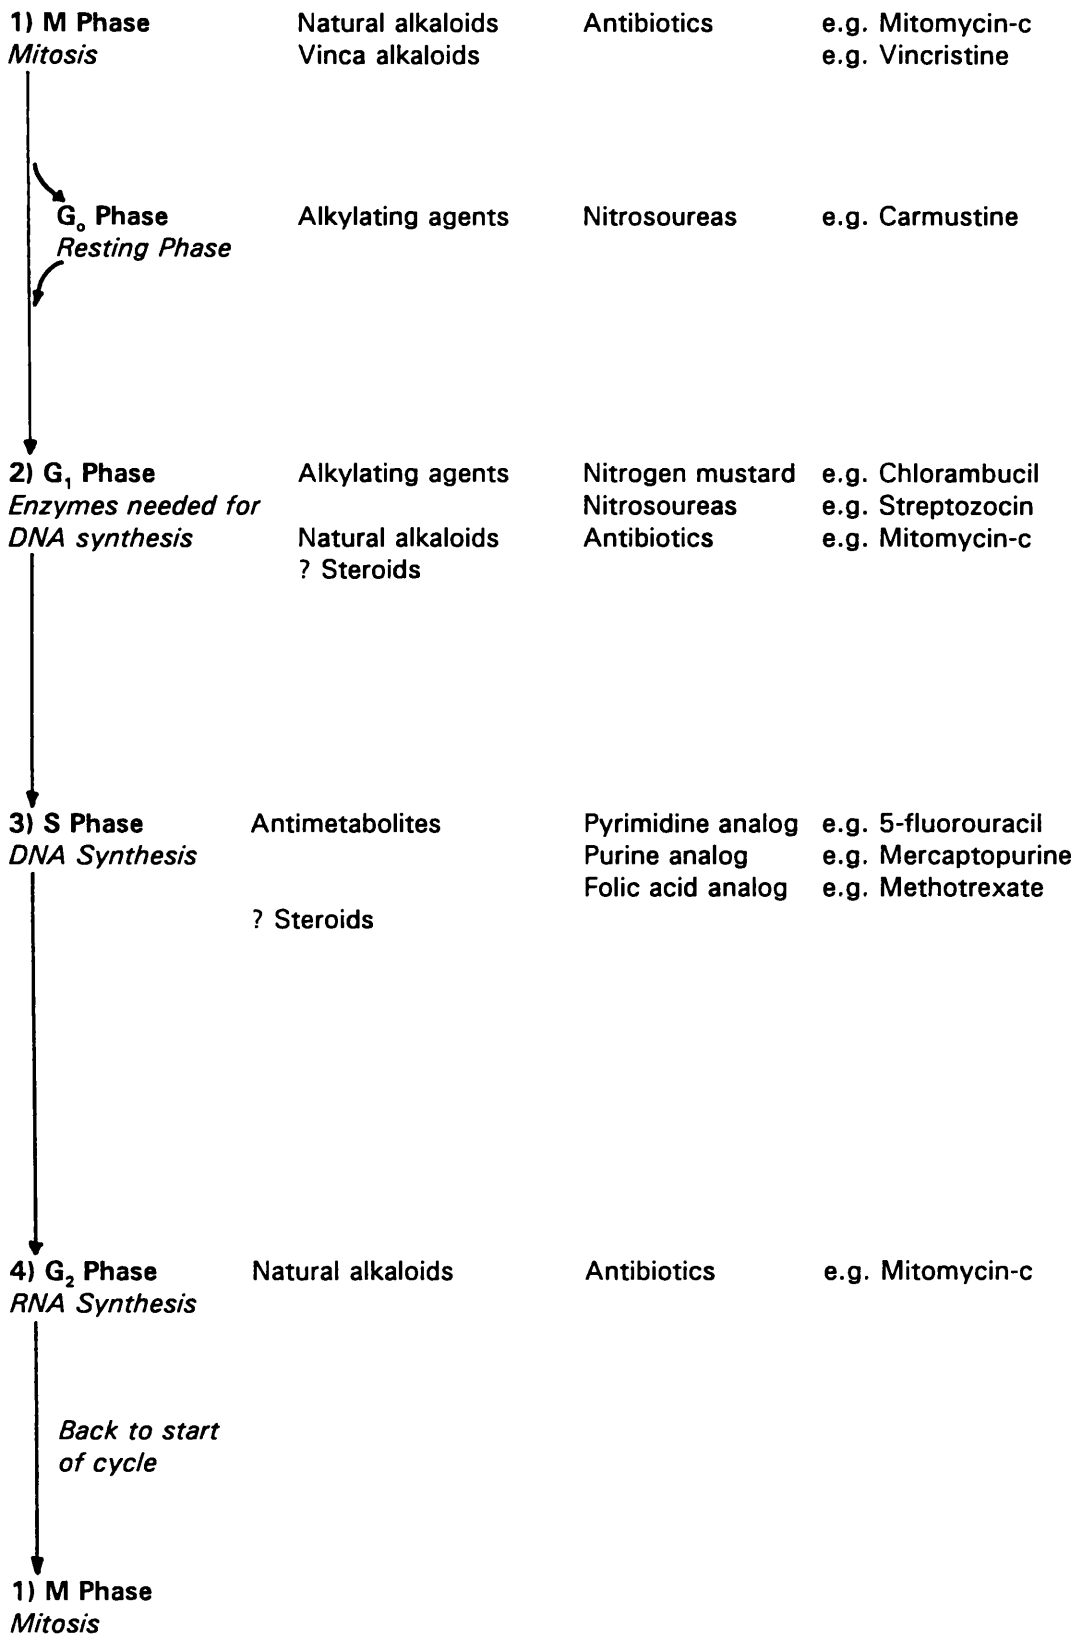 1) M Phase Natural alkaloids Antibiotics e.g. Mitomycin-c
Mitosis Vinca alkaloids e.g. Vincristine
G₀ Phase Alkylating agents Nitrosoureas e.g. Carmustine
Resting Phase
2) G₁ Phase Alkylating agents Nitrogen mustard e.g. Chlorambucil
Enzymes needed for Nitrosoureas e.g. Streptozocin
DNA synthesis Natural alkaloids Antibiotics e.g. Mitomycin-c
? Steroids
3) S Phase Antimetabolites Pyrimidine analog e.g. 5-fluorouracil
DNA Synthesis Purine analog e.g. Mercaptopurine
Folic acid analog e.g. Methotrexate
? Steroids
4) G₂ Phase Natural alkaloids Antibiotics e.g. Mitomycin-c
RNA Synthesis
Back to start
of cycle
1) M Phase
Mitosis